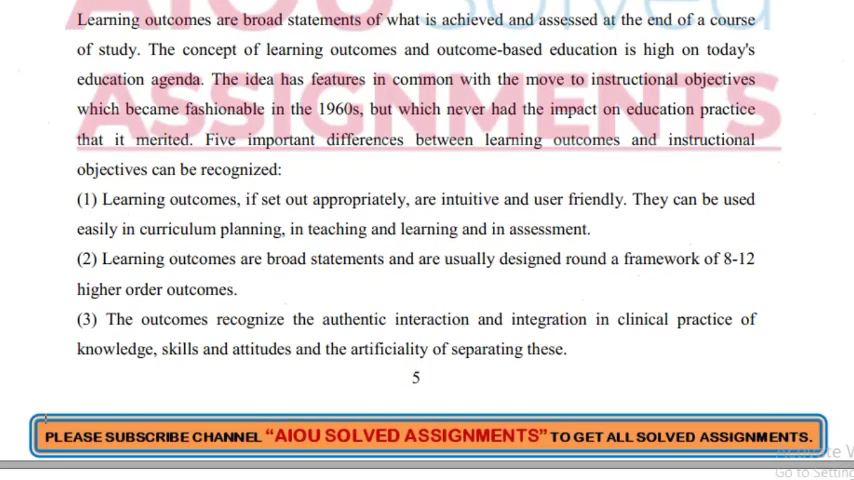 AIOU Solved
ASSIGNMENTS
Learning outcomes are broad statements of what is achieved and assessed at the end of a course
of study. The concept of learning outcomes and outcome-based education is high on today's
education agenda. The idea has features in common with the move to instructional objectives
which became fashionable in the 1960s, but which never had the impact on education practice
that it merited. Five important differences between learning outcomes and instructional
objectives can be recognized:
(1) Learning outcomes, if set out appropriately, are intuitive and user friendly. They can be used
easily in curriculum planning, in teaching and learning and in assessment.
(2) Learning outcomes are broad statements and are usually designed round a framework of 8-12
higher order outcomes.
(3) The outcomes recognize the authentic interaction and integration in clinical practice of
knowledge, skills and attitudes and the artificiality of separating these.
5
PLEASE SUBSCRIBE CHANNEL "AIOU SOLVED ASSIGNMENTS" TO GET ALL SOLVED ASSIGNMENTS.
Activate W
Go to Setting